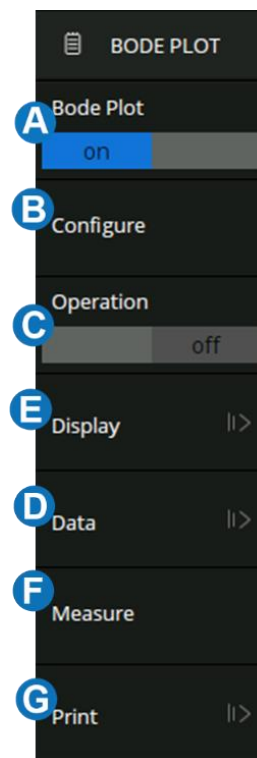 BODE PLOT
A Bode Plot
on
B Configure
Operation
C off
E Display
D Data
F Measure
G Print